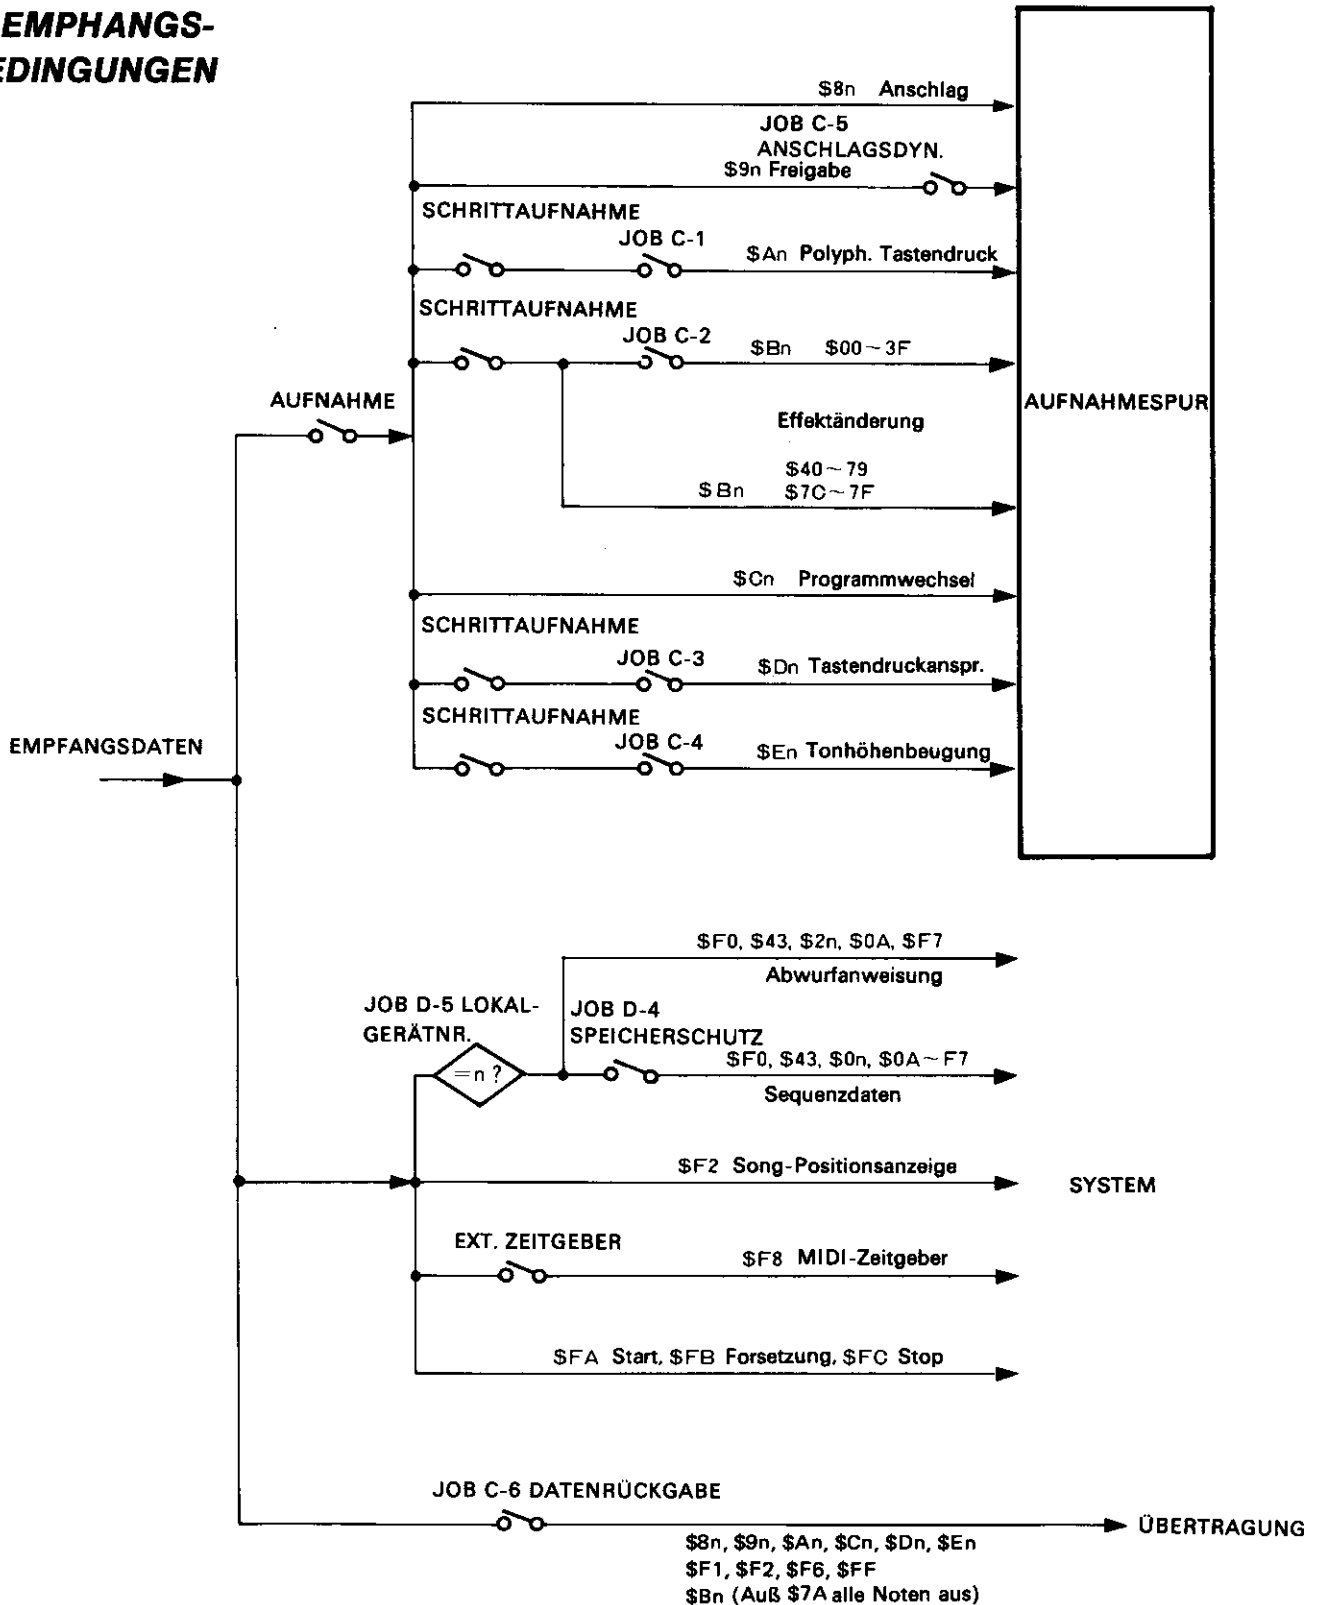 EMPHANGS-
EDINGUNGEN
$8n Anschlag
JOB C-5
ANSCHLAGSDYN.
$9n Freigabe
SCHRITTAUFNAHME
JOB C-1
$An Polyph. Tastendruck
SCHRITTAUFNAHME
JOB C-2
$Bn $00~3F
AUFNAHME
AUFNAHMESPUR
Effektänderung
$40~79
$Bn $7C~7F
$Cn Programmwechsel
SCHRITTAUFNAHME
JOB C-3
$Dn Tastendruckanspr.
SCHRITTAUFNAHME
JOB C-4
$En Tonhöhenbeugung
EMPFANGSDATEN
$F0, $43, $2n, $0A, $F7
Abwurfanweisung
JOB D-5 LOKAL-
GERÄTNR.
JOB D-4
SPEICHERSCHUTZ
=n ?
$F0, $43, $0n, $0A~F7
Sequenzdaten
$F2 Song-Positionsanzeige
SYSTEM
EXT. ZEITGEBER
$F8 MIDI-Zeitgeber
$FA Start, $FB Forsetzung, $FC Stop
JOB C-6 DATENRÜCKGABE
ÜBERTRAGUNG
$8n, $9n, $An, $Cn, $Dn, $En
$F1, $F2, $F6, $FF
$Bn (Auß $7A alle Noten aus)